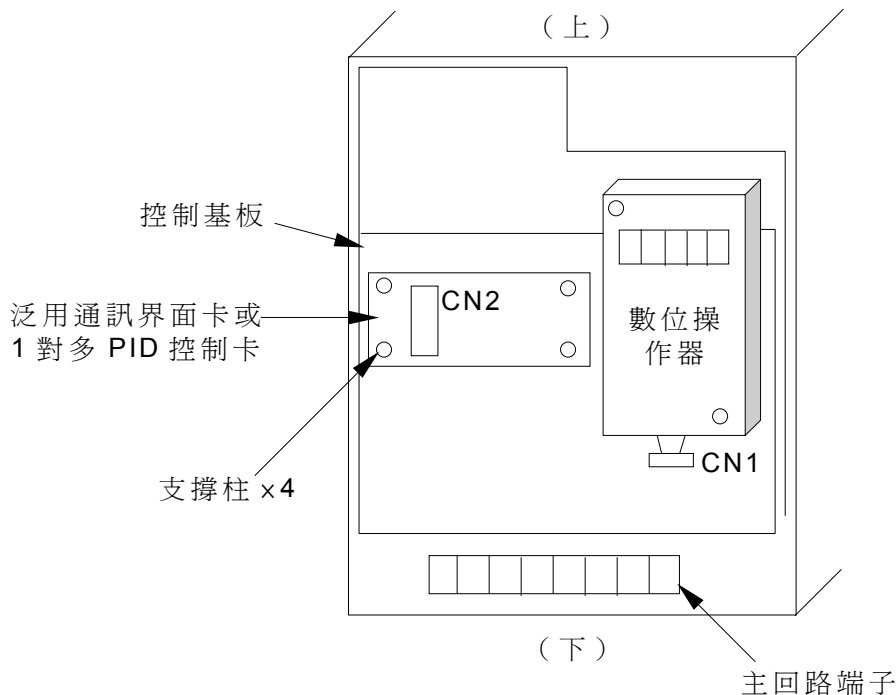 （上）
控制基板
泛用通訊界面卡或
1 對多 PID 控制卡
CN2
數位操
作器
CN1
支撐柱 ×4
（下）
主回路端子